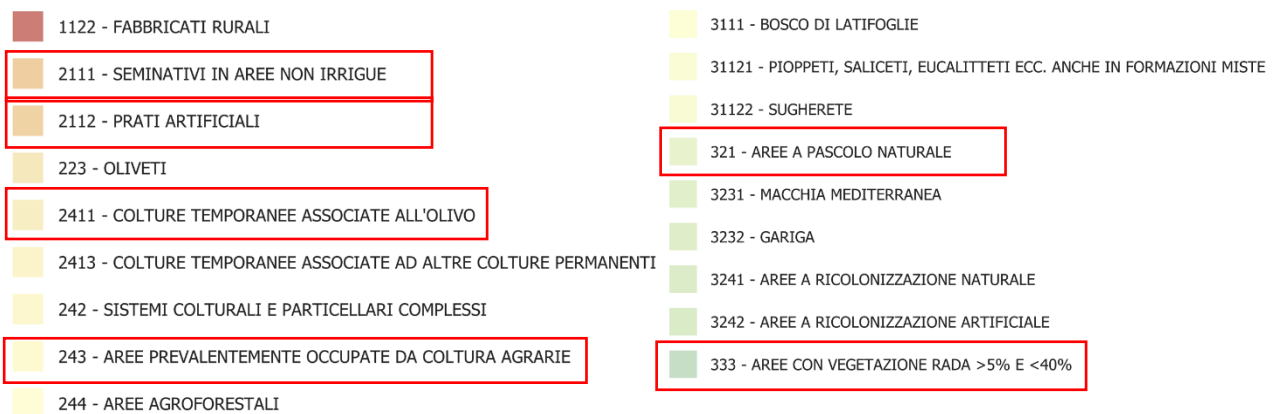 1122 - FABBRICATI RURALI
2111 - SEMINATIVI IN AREE NON IRRIGUE
2112 - PRATI ARTIFICIALI
223 - OLIVETI
2411 - COLTURE TEMPORANEE ASSOCIATE ALL'OLIVO
2413 - COLTURE TEMPORANEE ASSOCIATE AD ALTRE COLTURE PERMANENTI
242 - SISTEMI COLTURALI E PARTICELLARI COMPLESSI
243 - AREE PREVALENTEMENTE OCCUPATE DA COLTURA AGRARIE
244 - AREE AGROFORESTALI
3111 - BOSCO DI LATIFOGLIE
31121 - PIOPPETI, SALICETI, EUCALITTETI ECC. ANCHE IN FORMAZIONI MISTE
31122 - SUGHERETE
321 - AREE A PASCOLO NATURALE
3231 - MACCHIA MEDITERRANEA
3232 - GARIGA
3241 - AREE A RICOLONIZZAZIONE NATURALE
3242 - AREE A RICOLONIZZAZIONE ARTIFICIALE
333 - AREE CON VEGETAZIONE RADA >5% E <40%